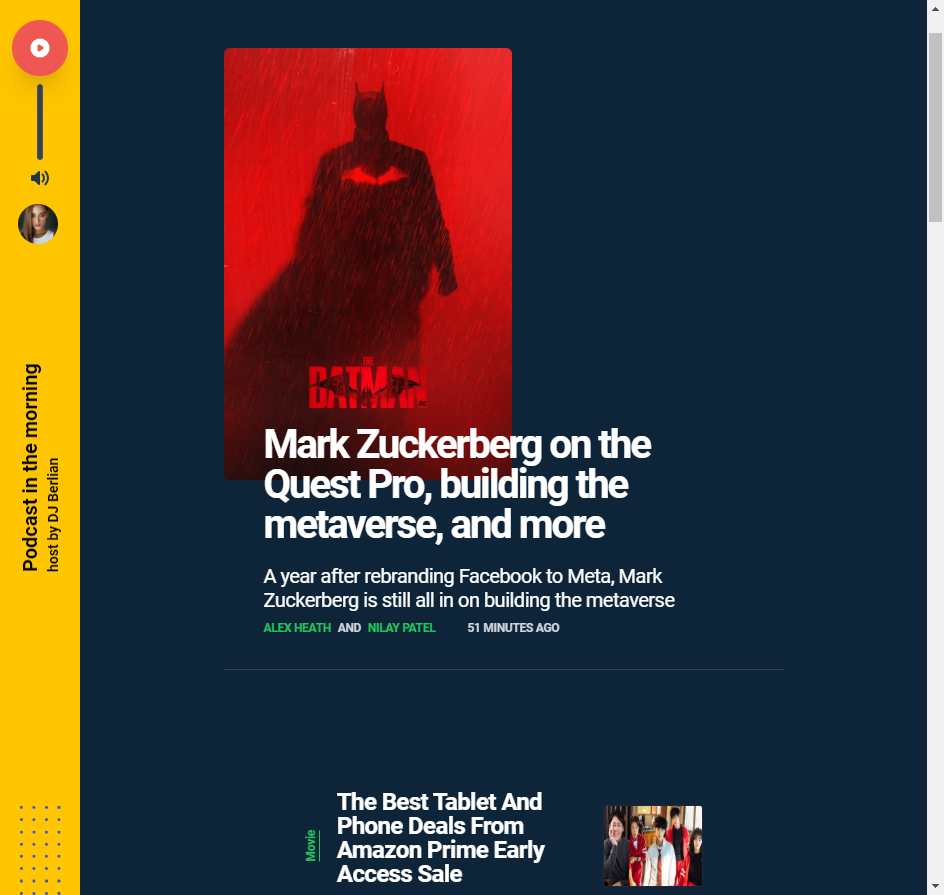 Podcast in the morning
host by DJ Berlian
THE
BATMAN
Mark Zuckerberg on the
Quest Pro, building the
metaverse, and more
A year after rebranding Facebook to Meta, Mark
Zuckerberg is still all in on building the metaverse
ALEX HEATH AND NILAY PATEL 51 MINUTES AGO
Movie
The Best Tablet And
Phone Deals From
Amazon Prime Early
Access Sale